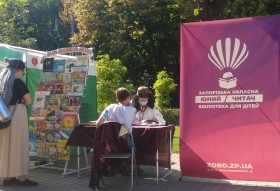 ЗАПОРІЗЬКА ОБЛАСНА
ЮНИЙ / ЧИТАЧ
БІБЛІОТЕКА ДЛЯ ДІТЕЙ
ZOBD.ZP.UA